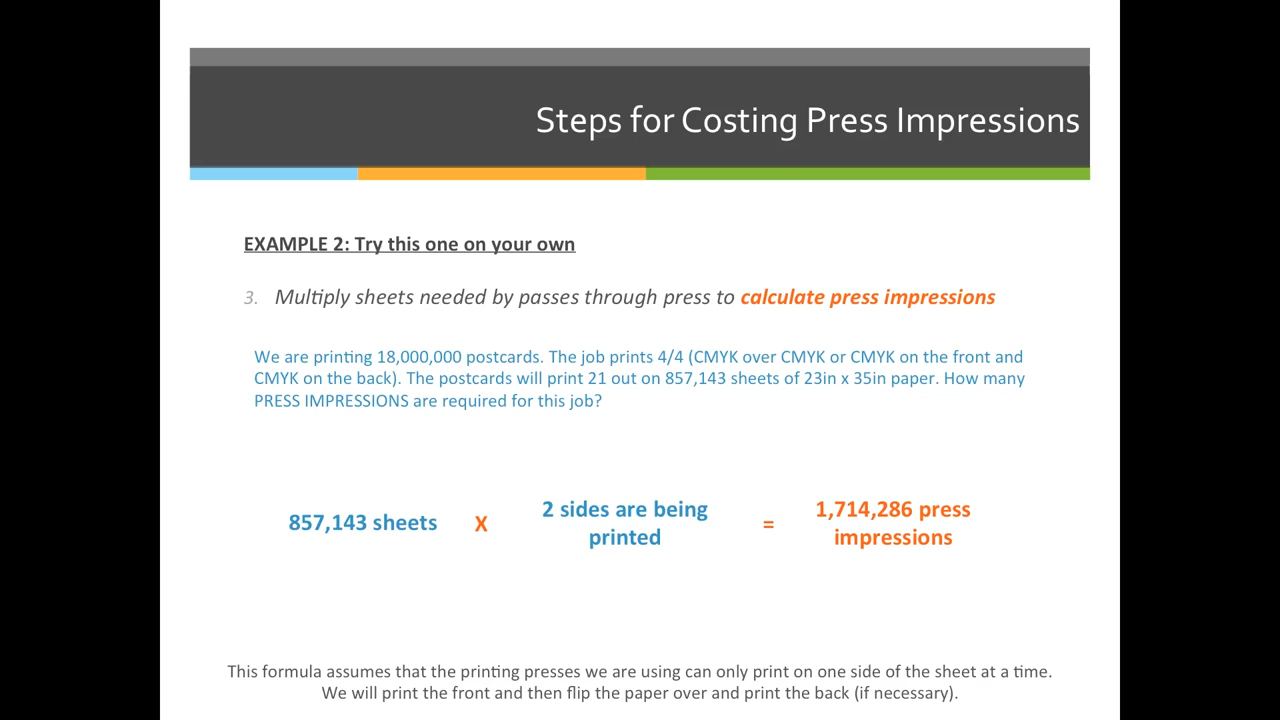 Steps for Costing Press Impressions
EXAMPLE 2: Try this one on your own
3. Multiply sheets needed by passes through press to calculate press impressions
We are printing 18,000,000 postcards. The job prints 4/4 (CMYK over CMYK or CMYK on the front and
CMYK on the back). The postcards will print 21 out on 857,143 sheets of 23in x 35in paper. How many
PRESS IMPRESSIONS are required for this job?
857,143 sheets X 2 sides are being = 1,714,286 press
printed impressions
This formula assumes that the printing presses we are using can only print on one side of the sheet at a time.
We will print the front and then flip the paper over and print the back (if necessary).